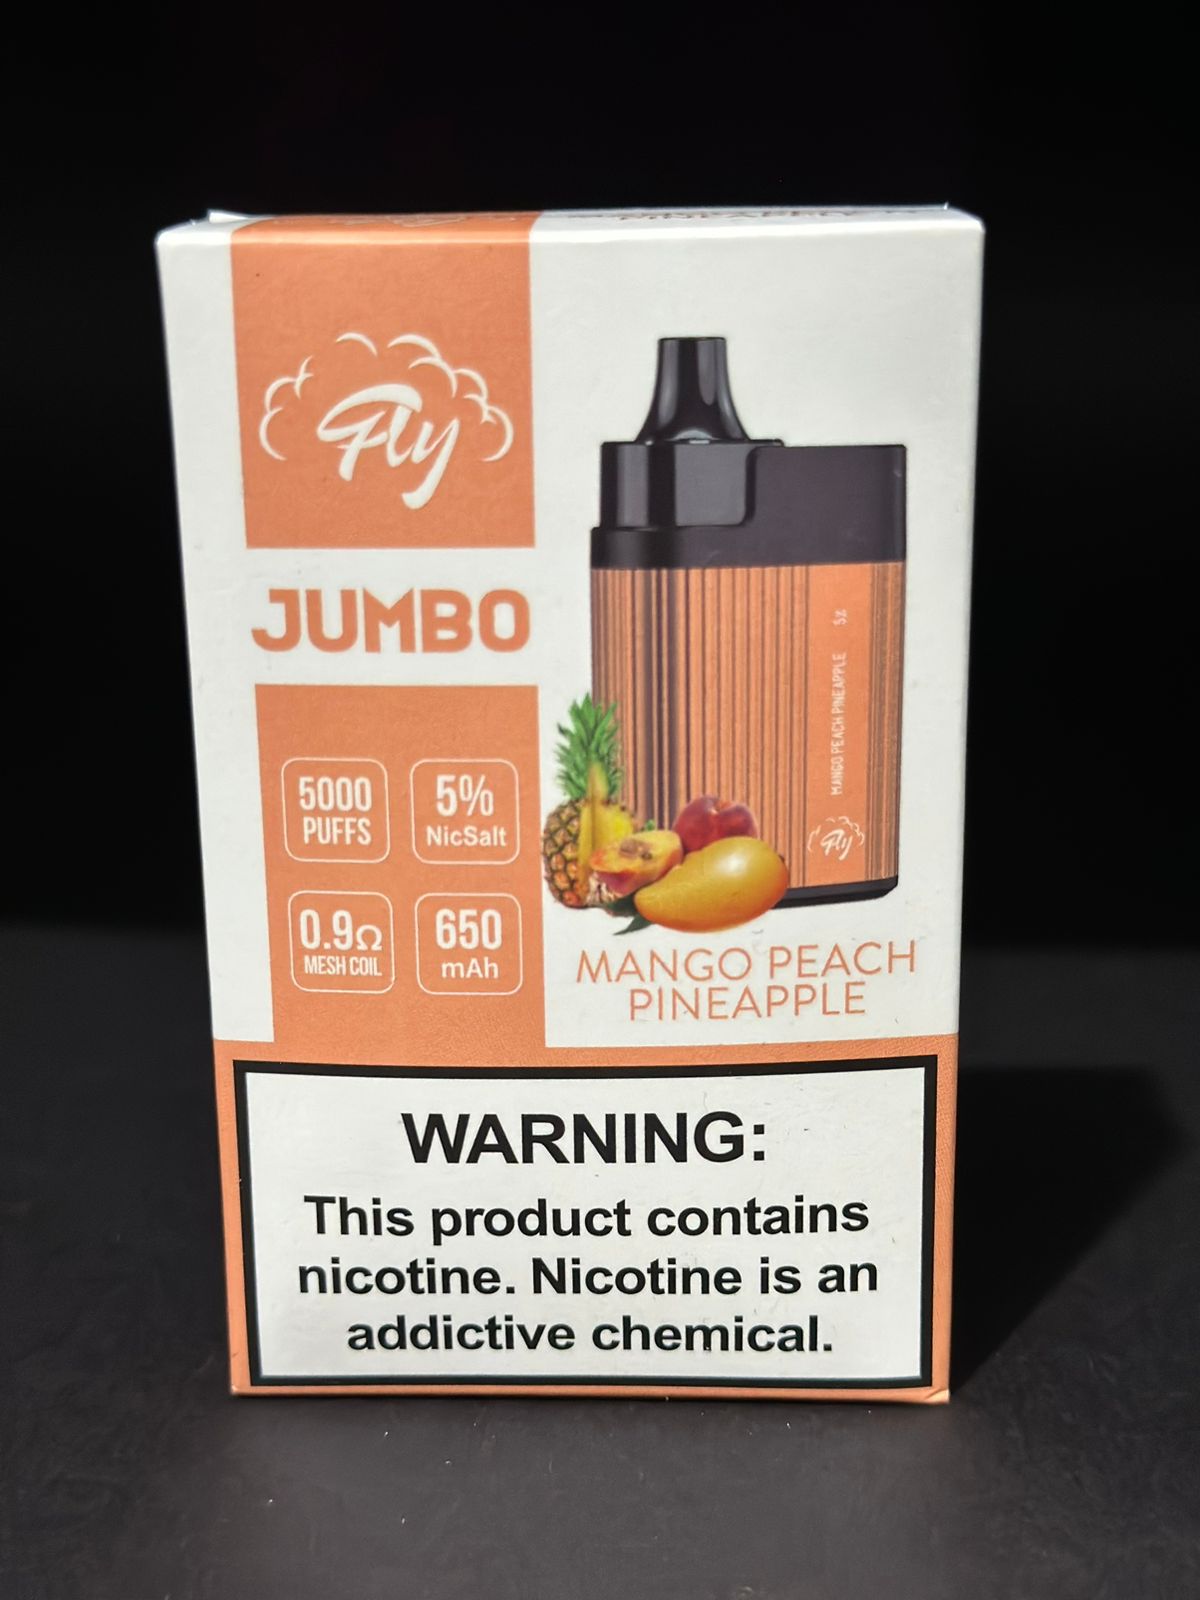 Fly
JUMBO
5000
PUFFS
5%
NicSalt
0.9Ω
MESH COIL
650
mAh
MANGO PEACH PINEAPPLE 5%
Fly
MANGO PEACH
PINEAPPLE
WARNING:
This product contains
nicotine. Nicotine is an
addictive chemical.